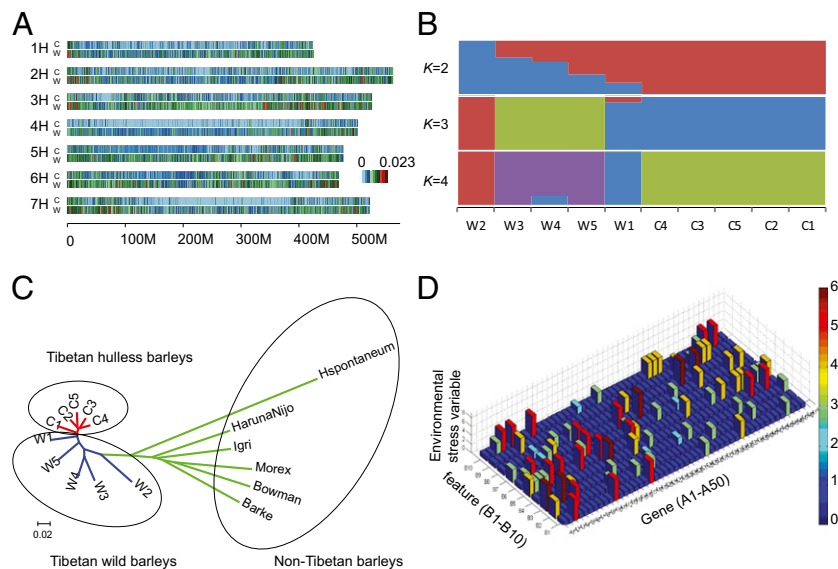 A
1H C
W
2H C
W
3H C
W
4H C
W
5H C
W
6H C
W
7H C
W
0 0.023
0 100M 200M 300M 400M 500M
B
K=2
K=3
K=4
W2 W3 W4 W5 W1 C4 C3 C5 C2 C1
C
Tibetan hulless barleys
C1 C2 C5 C3 C4
W1
W5
W4
W3
W2
Hspontaneum
HarunaNijo
Igri
Morex
Bowman
Barke
0.02
Tibetan wild barleys
Non-Tibetan barleys
D
Environmental
stress variable
feature (B1-B10)
Gene (A1-A50)
6
5
4
3
2
1
0